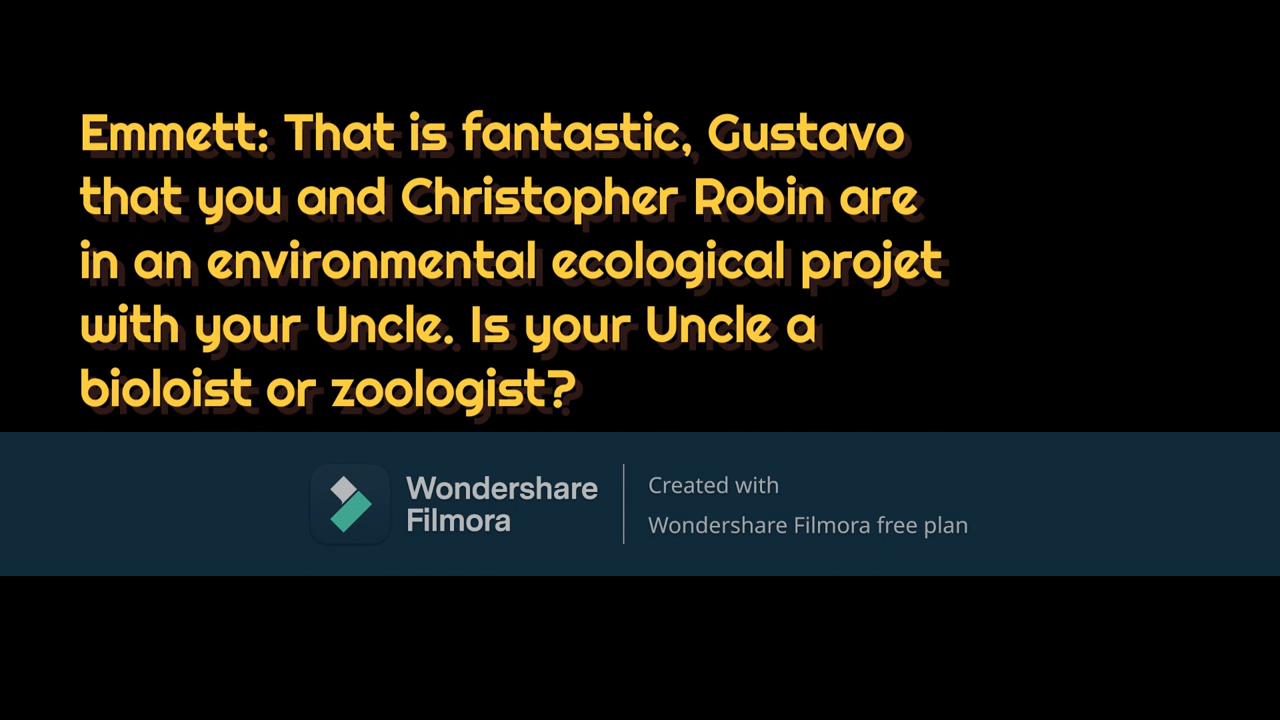 Emmett: That is fantastic, Gustavo
that you and Christopher Robin are
in an environmental ecological projet
with your Uncle. Is your Uncle a
bioloist or zoologist?
Wondershare
Filmora
Created with
Wondershare Filmora free plan